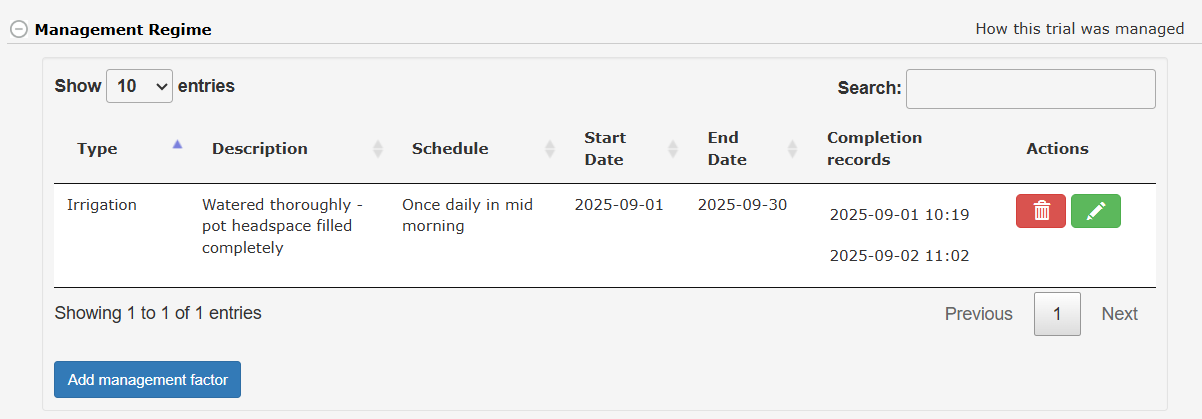 Management Regime
How this trial was managed
Show 10 entries
Search:
Type
Description
Schedule
Start
Date
End
Date
Completion
records
Actions
Irrigation
Watered thoroughly -
pot headspace filled
completely
Once daily in mid
morning
2025-09-01
2025-09-30
2025-09-01 10:19
2025-09-02 11:02
Showing 1 to 1 of 1 entries
Previous 1 Next
Add management factor